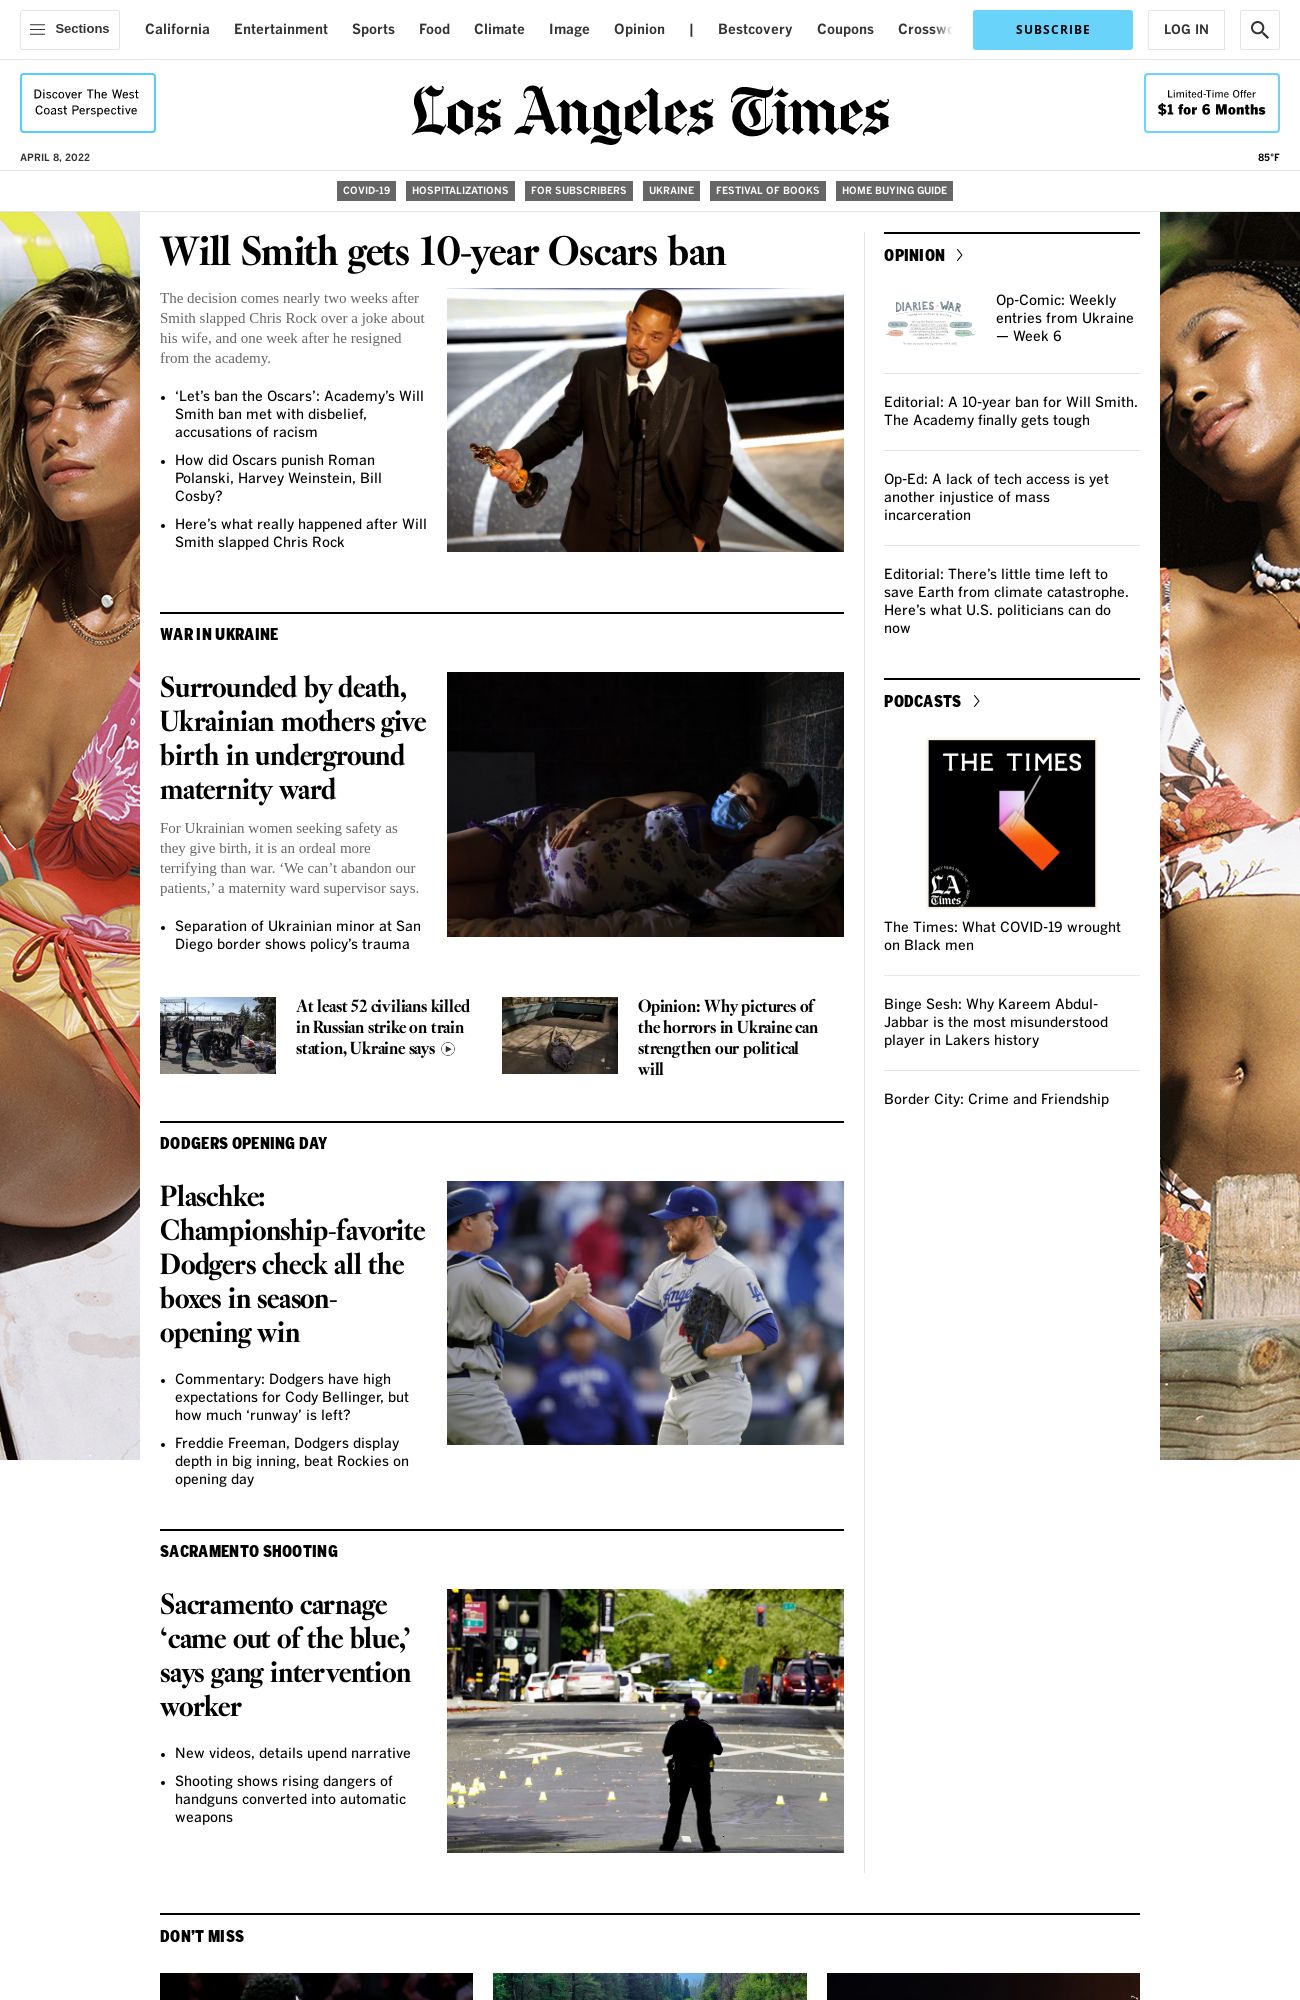 Sections
California
Entertainment
Sports
Food
Climate
Image
Opinion
|
Bestcovery
Coupons
Crossw
SUBSCRIBE
LOG IN
Discover The West
Coast Perspective
Los Angeles Times
Limited-Time Offer
$1 for 6 Months
APRIL 8, 2022
85°F
COVID-19
HOSPITALIZATIONS
FOR SUBSCRIBERS
UKRAINE
FESTIVAL OF BOOKS
HOME BUYING GUIDE
Will Smith gets 10-year Oscars ban
The decision comes nearly two weeks after
Smith slapped Chris Rock over a joke about
his wife, and one week after he resigned
from the academy.
• ‘Let’s ban the Oscars’: Academy’s Will
Smith ban met with disbelief,
accusations of racism
• How did Oscars punish Roman
Polanski, Harvey Weinstein, Bill
Cosby?
• Here’s what really happened after Will
Smith slapped Chris Rock
WAR IN UKRAINE
Surrounded by death,
Ukrainian mothers give
birth in underground
maternity ward
For Ukrainian women seeking safety as
they give birth, it is an ordeal more
terrifying than war. ‘We can’t abandon our
patients,’ a maternity ward supervisor says.
• Separation of Ukrainian minor at San
Diego border shows policy’s trauma
At least 52 civilians killed
in Russian strike on train
station, Ukraine says
Opinion: Why pictures of
the horrors in Ukraine can
strengthen our political
will
DODGERS OPENING DAY
Plaschke:
Championship-favorite
Dodgers check all the
boxes in season-
opening win
• Commentary: Dodgers have high
expectations for Cody Bellinger, but
how much ‘runway’ is left?
• Freddie Freeman, Dodgers display
depth in big inning, beat Rockies on
opening day
SACRAMENTO SHOOTING
Sacramento carnage
‘came out of the blue,’
says gang intervention
worker
• New videos, details upend narrative
• Shooting shows rising dangers of
handguns converted into automatic
weapons
OPINION
DIARIES of WAR
Op-Comic: Weekly
entries from Ukraine
— Week 6
Editorial: A 10-year ban for Will Smith.
The Academy finally gets tough
Op-Ed: A lack of tech access is yet
another injustice of mass
incarceration
Editorial: There’s little time left to
save Earth from climate catastrophe.
Here’s what U.S. politicians can do
now
PODCASTS
THE TIMES
LA
Times
The Times: What COVID-19 wrought
on Black men
Binge Sesh: Why Kareem Abdul-
Jabbar is the most misunderstood
player in Lakers history
Border City: Crime and Friendship
DON’T MISS